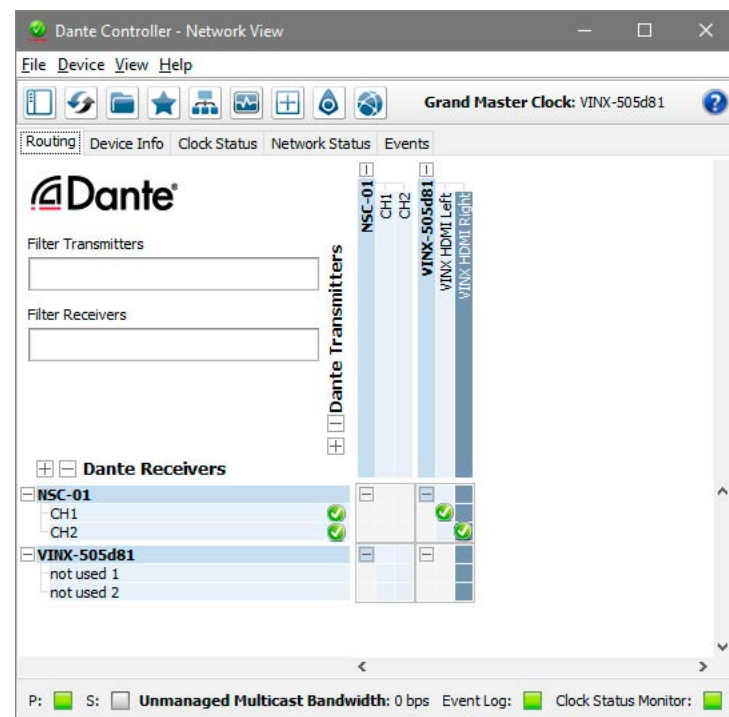 Dante Controller - Network View
File Device View Help
Grand Master Clock: VINX-505d81
?
Routing Device Info Clock Status Network Status Events
Dante®
Filter Transmitters
Filter Receivers
Dante Transmitters
NSC-01
CH1
CH2
VINX-505d81
VINX HDMI Left
VINX HDMI Right
Dante Receivers
NSC-01
CH1
CH2
VINX-505d81
not used 1
not used 2
P: S: Unmanaged Multicast Bandwidth: 0 bps Event Log: Clock Status Monitor: